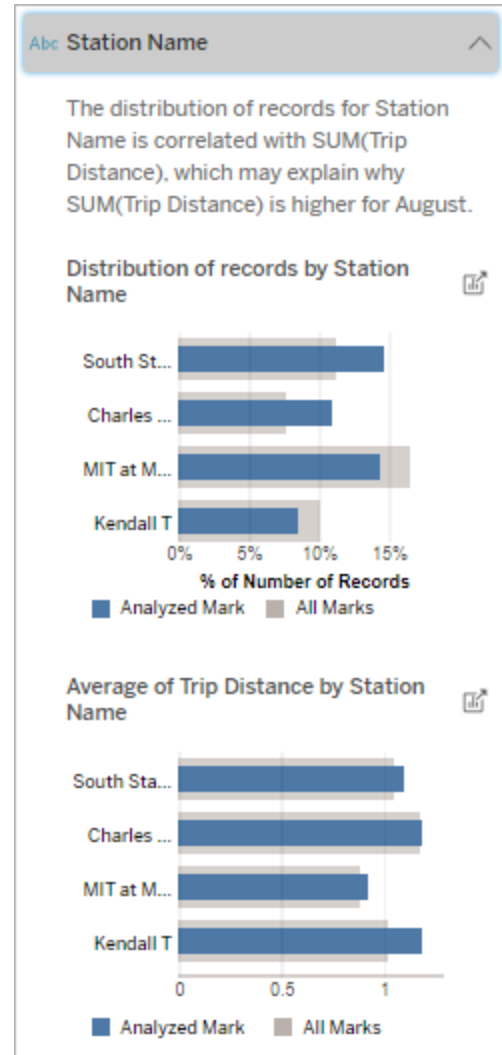 Abc Station Name
The distribution of records for Station
Name is correlated with SUM(Trip
Distance), which may explain why
SUM(Trip Distance) is higher for August.
Distribution of records by Station
Name
South St...
Charles ...
MIT at M...
Kendall T
0% 5% 10% 15%
% of Number of Records
Analyzed Mark All Marks
Average of Trip Distance by Station
Name
South Sta...
Charles ...
MIT at M...
Kendall T
0 0.5 1
Analyzed Mark All Marks